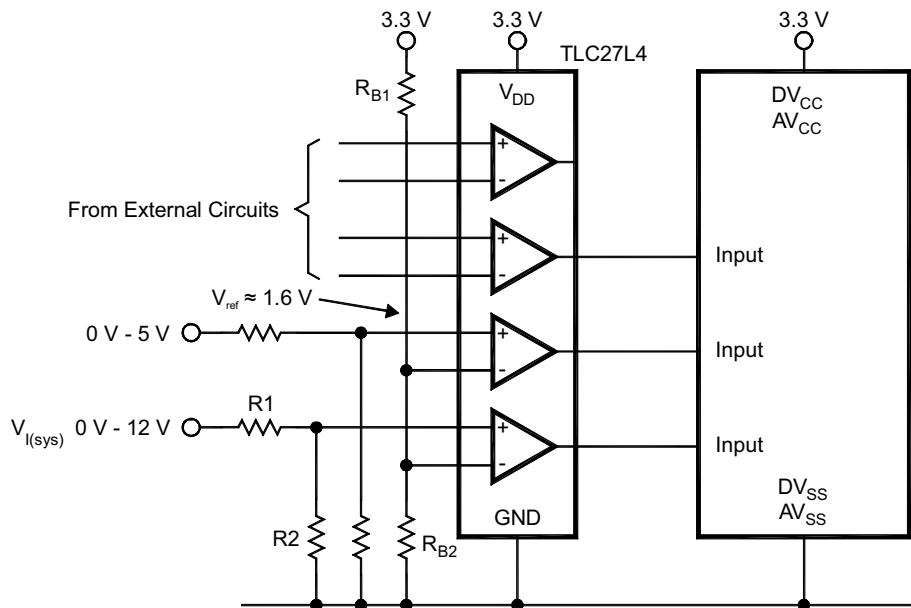 3.3 V
3.3 V
3.3 V
TLC27L4
R_B1
V_DD
DV_CC
AV_CC
+
-
From External Circuits
+
-
Input
V_ref ≈ 1.6 V
0 V - 5 V
+
-
Input
R1
V_I(sys) 0 V - 12 V
+
-
Input
DV_SS
AV_SS
GND
R2
R_B2